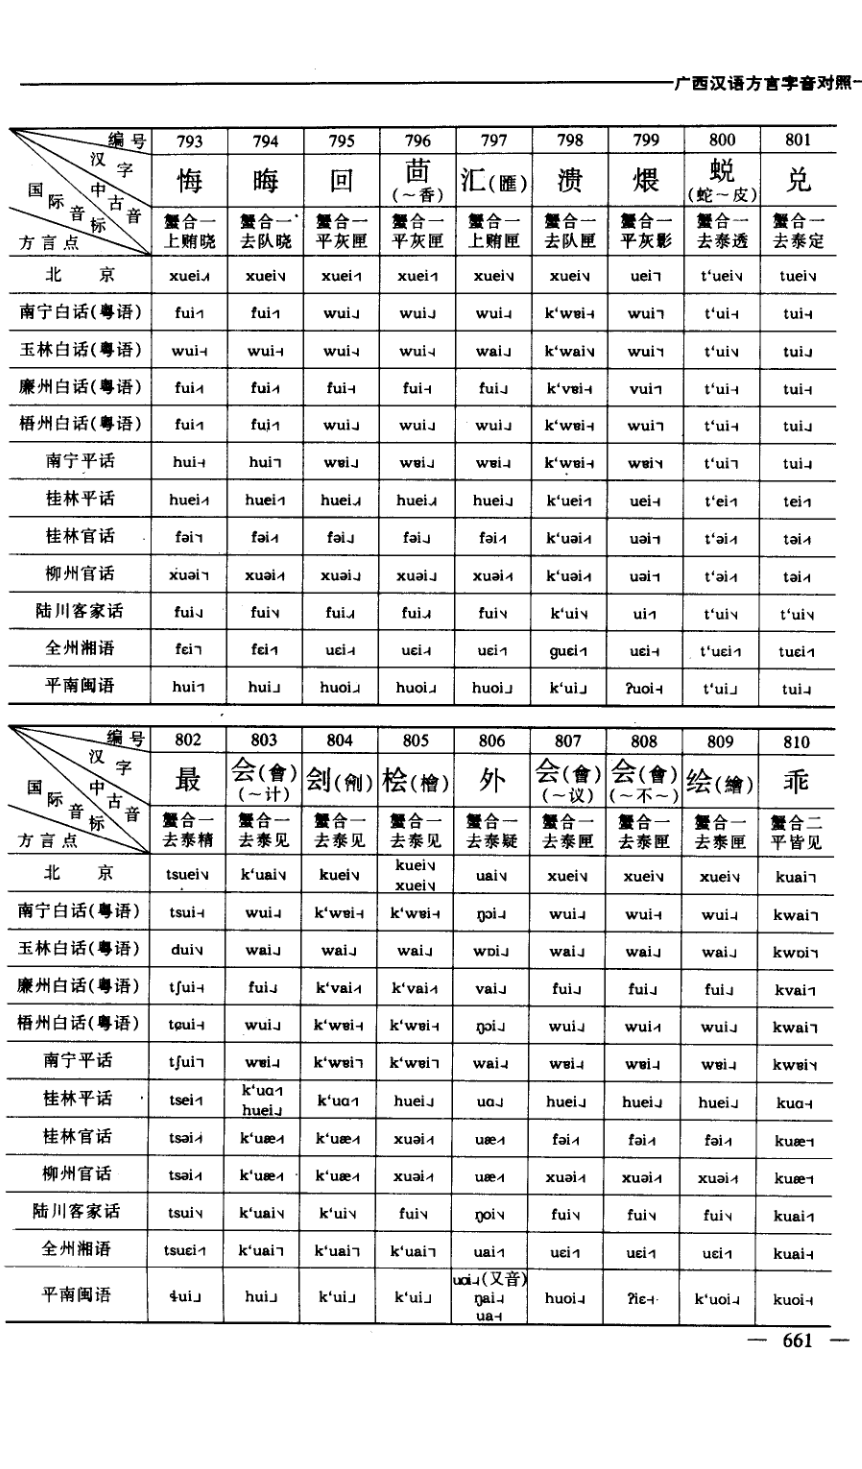 广西汉语方言字音对照
编号 793 794 795 796 797 798 799 800 801
汉字 悔 晦 回 茴(～香) 汇(匯) 溃 煨 蜕(蛇～皮) 兑
中古音 蟹合一 蟹合一 蟹合一 蟹合一 蟹合一 蟹合一 蟹合一 蟹合一 蟹合一
国际音标 上贿晓 去队晓 平灰匣 平灰匣 上贿匣 去队匣 平灰影 去泰透 去泰定
方言点
北京 xuei xuei xuei xuei xuei xuei uei t‘uei tuei
南宁白话(粤语) fui fui wui wui wui k‘wɐi wui t‘ui tui
玉林白话(粤语) wui wui wui wui wai k‘wai wui t‘ui tui
廉州白话(粤语) fui fui fui fui fui k‘vɐi vui t‘ui tui
梧州白话(粤语) fui fui wui wui wui k‘wɐi wui t‘ui tui
南宁平话 hui hui wɐi wɐi wɐi k‘wɐi wɐi t‘ui tui
桂林平话 huei huei huei huei huei k‘uei uei t‘ei tei
桂林官话 fəi fəi fəi fəi fəi k‘uəi uəi t‘əi təi
柳州官话 xuəi xuəi xuəi xuəi xuəi k‘uəi uəi t‘əi təi
陆川客家话 fui fui fui fui fui k‘ui ui t‘ui t‘ui
全州湘语 fɛi fɛi uɛi uɛi uɛi guɛi uɛi t‘uɛi tuɛi
平南闽语 hui hui huoi huoi huoi k‘ui ʔuoi t‘ui tui
编号 802 803 804 805 806 807 808 809 810
汉字 最 会(會)(～计) 刽(劊) 桧(檜) 外 会(會)(～议) 会(會)(～不～) 绘(繪) 乖
中古音 蟹合一 蟹合一 蟹合一 蟹合一 蟹合一 蟹合一 蟹合一 蟹合一 蟹合二
国际音标 去泰精 去泰见 去泰见 去泰见 去泰疑 去泰匣 去泰匣 去泰匣 平皆见
方言点
北京 tsuei k‘uai kuei kuei xuei uai xuei xuei xuei kuai
南宁白话(粤语) tsui wui k‘wɐi k‘wɐi ŋɔi wui wui wui kwai
玉林白话(粤语) dui wai wai wai wɒi wai wai wai kwɒi
廉州白话(粤语) tʃui fui k‘vai k‘vai vai fui fui fui kvai
梧州白话(粤语) tɕui wui k‘wɐi k‘wɐi ŋɔi wui wui wui kwai
南宁平话 tʃui wɐi k‘wɐi k‘wɐi wai wɐi wɐi wɐi kwɐi
桂林平话 tsei k‘uɑ huei k‘uɑ huei uɑ huei huei huei kuɑ
桂林官话 tsəi k‘uæ k‘uæ xuəi uæ fəi fəi fəi kuæ
柳州官话 tsəi k‘uæ k‘uæ xuəi uæ xuəi xuəi xuəi kuæ
陆川客家话 tsui k‘uai k‘ui fui ŋoi fui fui fui kuai
全州湘语 tsuɛi k‘uai k‘uai k‘uai uai uɛi uɛi uɛi kuai
平南闽语 ɬui hui k‘ui k‘ui uoi(又音) ŋai ua huoi ʔiɛ k‘uoi kuoi
— 661 —